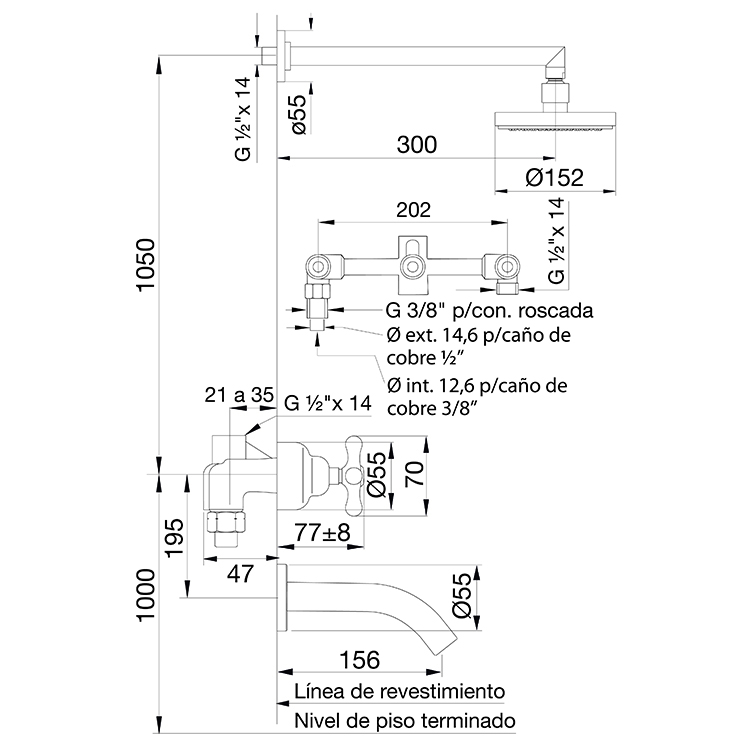 G ½"x 14
ø55
300
Ø152
202
G ½"x 14
1050
G 3/8" p/con. roscada
Ø ext. 14,6 p/caño de
cobre ½”
Ø int. 12,6 p/caño de
cobre 3/8”
21 a 35
G ½"x 14
Ø55
70
77±8
195
47
1000
Ø55
156
Línea de revestimiento
Nivel de piso terminado